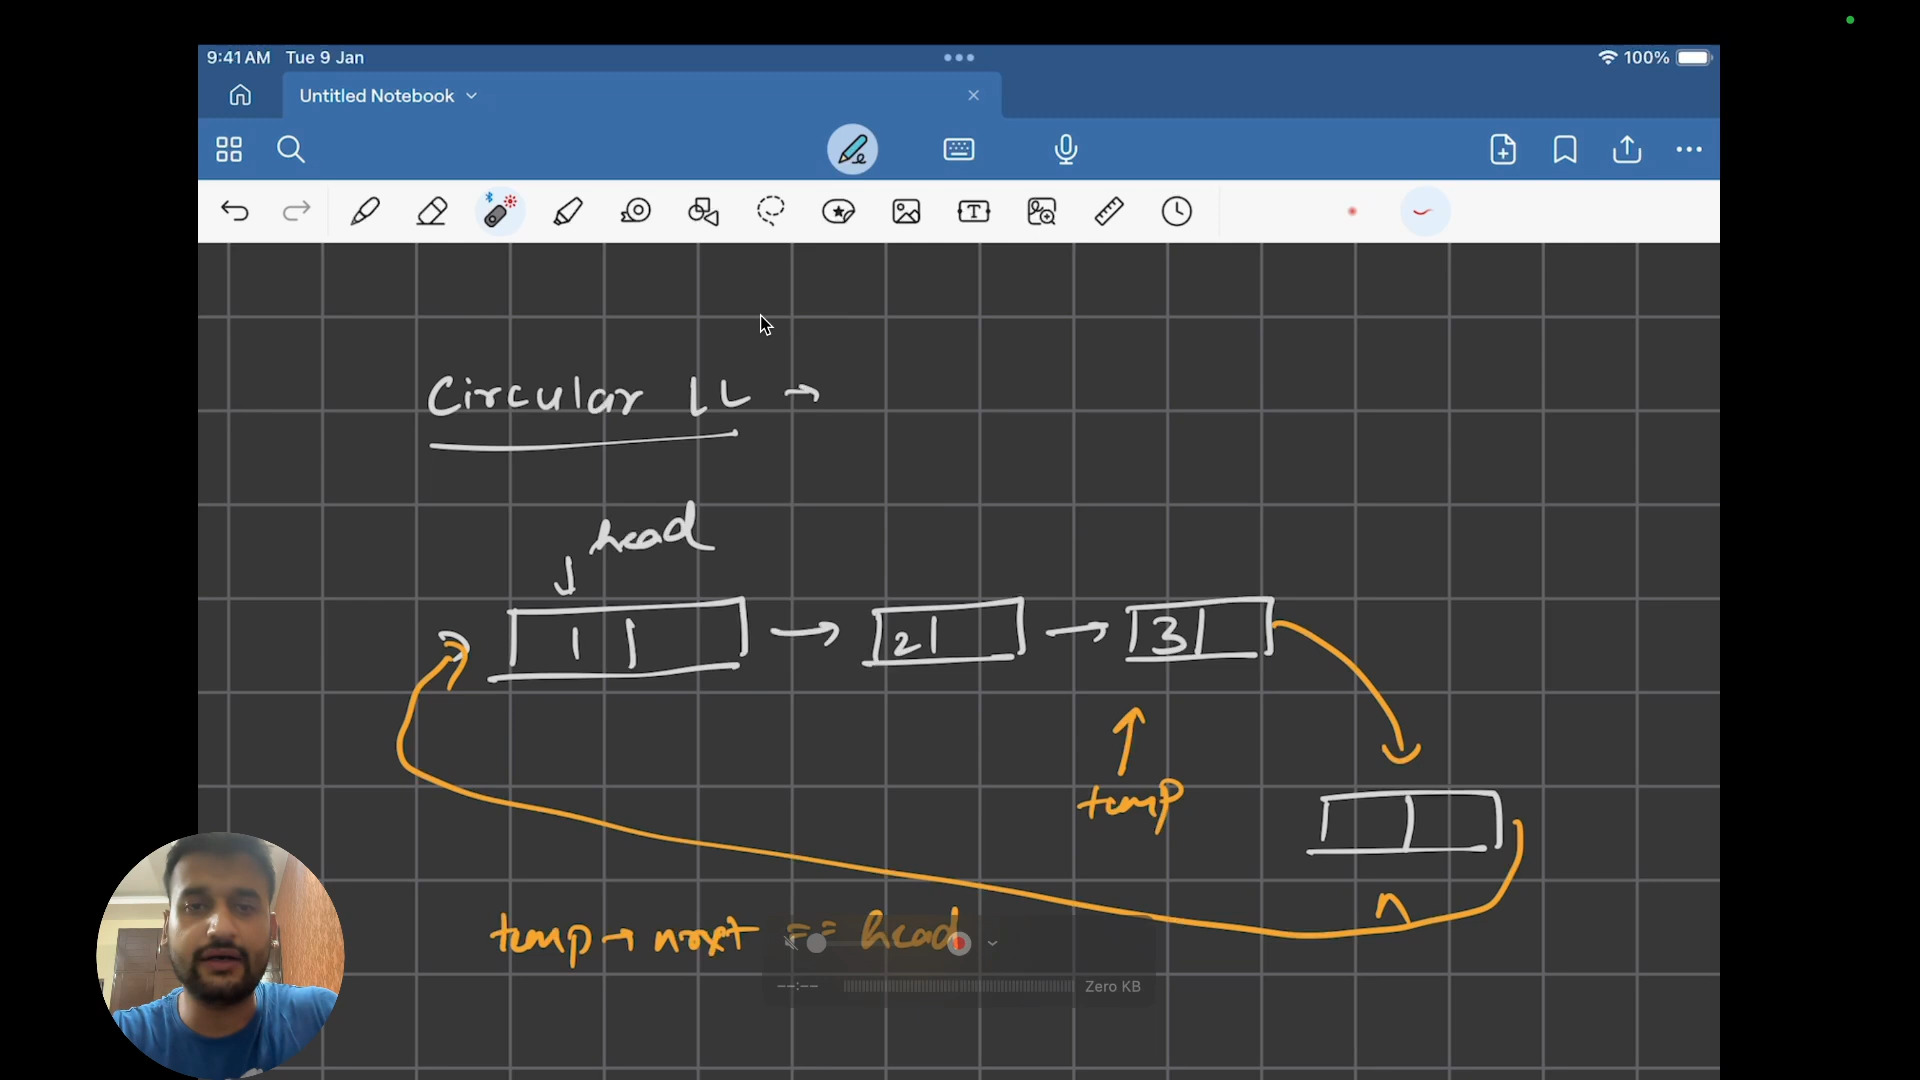 9:41 AM Tue 9 Jan
100%
Untitled Notebook
Circular LL →
head
1
2
3
temp
n
temp → next == head
--:--
Zero KB